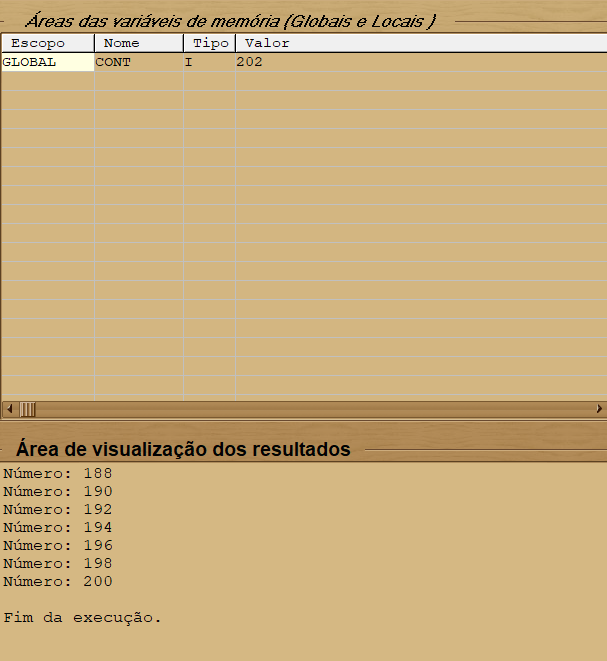 Áreas das variáveis de memória (Globais e Locais )
Escopo Nome Tipo Valor
GLOBAL CONT I 202
Área de visualização dos resultados
Número: 188
Número: 190
Número: 192
Número: 194
Número: 196
Número: 198
Número: 200
Fim da execução.